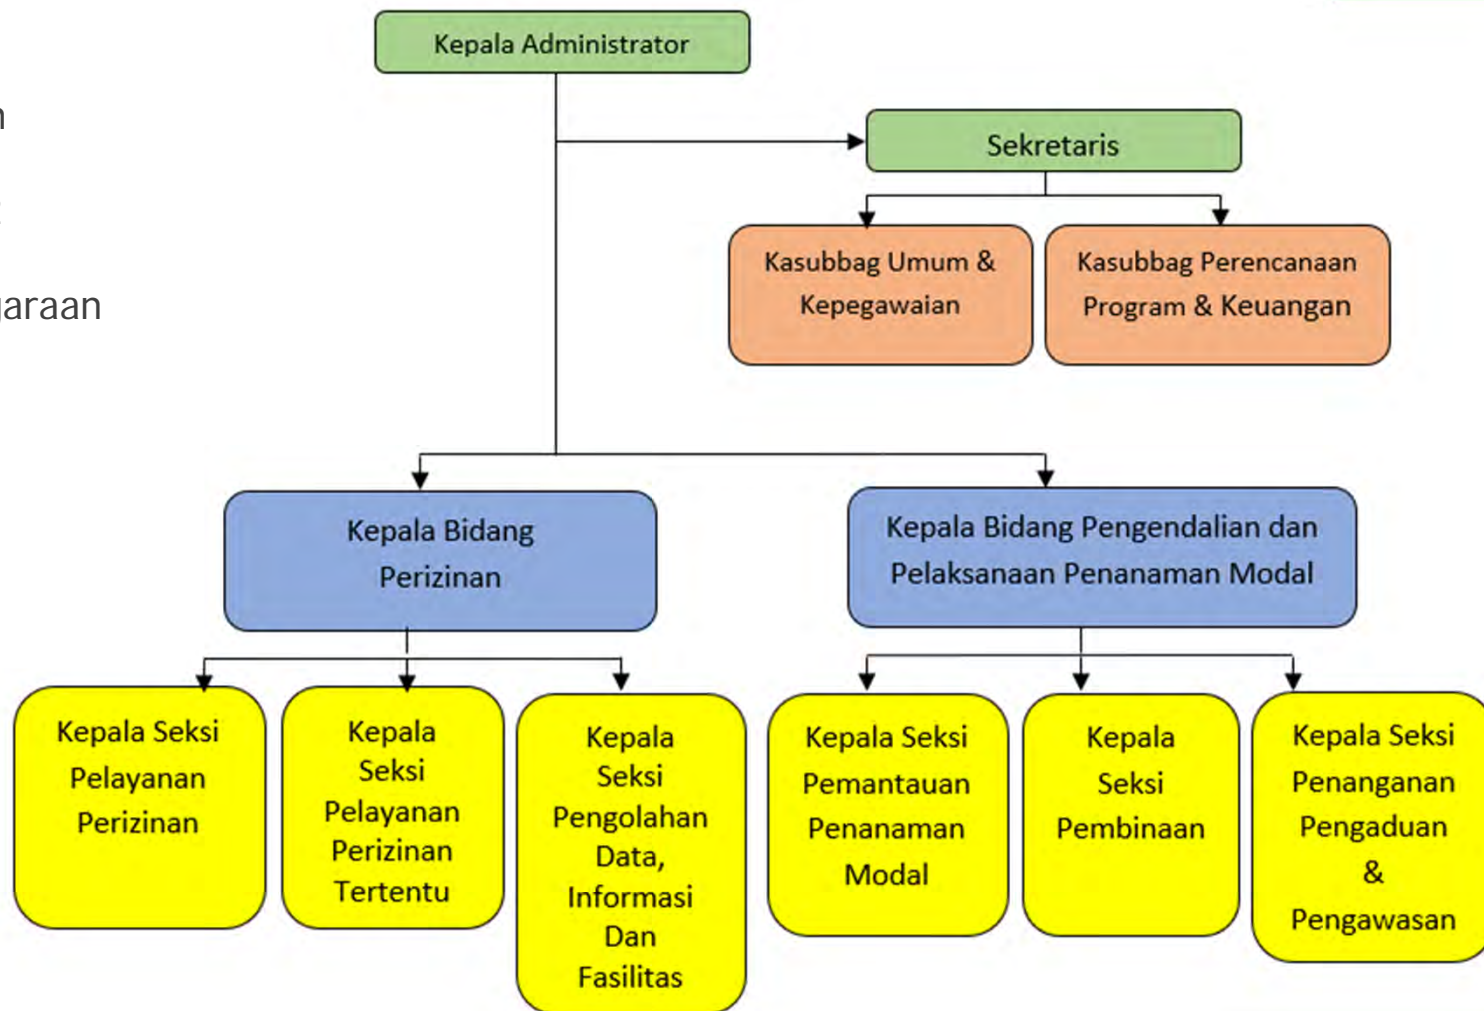 Kepala Administrator
Sekretaris
Kasubbag Umum &
Kepegawaian
Kasubbag Perencanaan
Program & Keuangan
Kepala Bidang
Perizinan
Kepala Bidang Pengendalian dan
Pelaksanaan Penanaman Modal
Kepala Seksi
Pelayanan
Perizinan
Kepala
Seksi
Pelayanan
Perizinan
Tertentu
Kepala
Seksi
Pengolahan
Data,
Informasi
Dan
Fasilitas
Kepala Seksi
Pemantauan
Penanaman
Modal
Kepala
Seksi
Pembinaan
Kepala Seksi
Penanganan
Pengaduan
&
Pengawasan